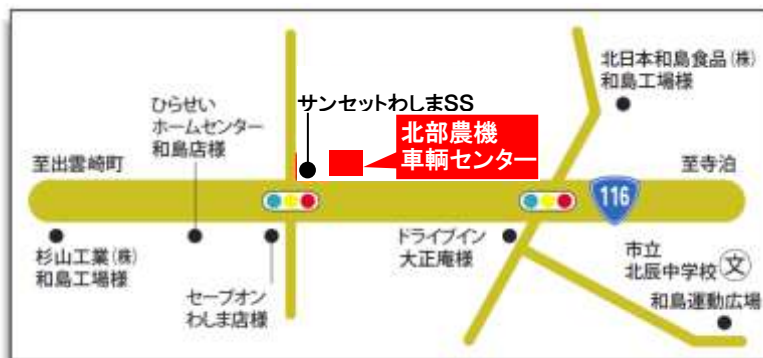 北日本和島食品(株)
和島工場様
ひらせい
ホームセンター
和島店様
サンセットわしまSS
北部農機
車輌センター
至出雲崎町
至寺泊
116
杉山工業(株)
和島工場様
セーブオン
わしま店様
ドライブイン
大正庵様
市立
北辰中学校
文
和島運動広場